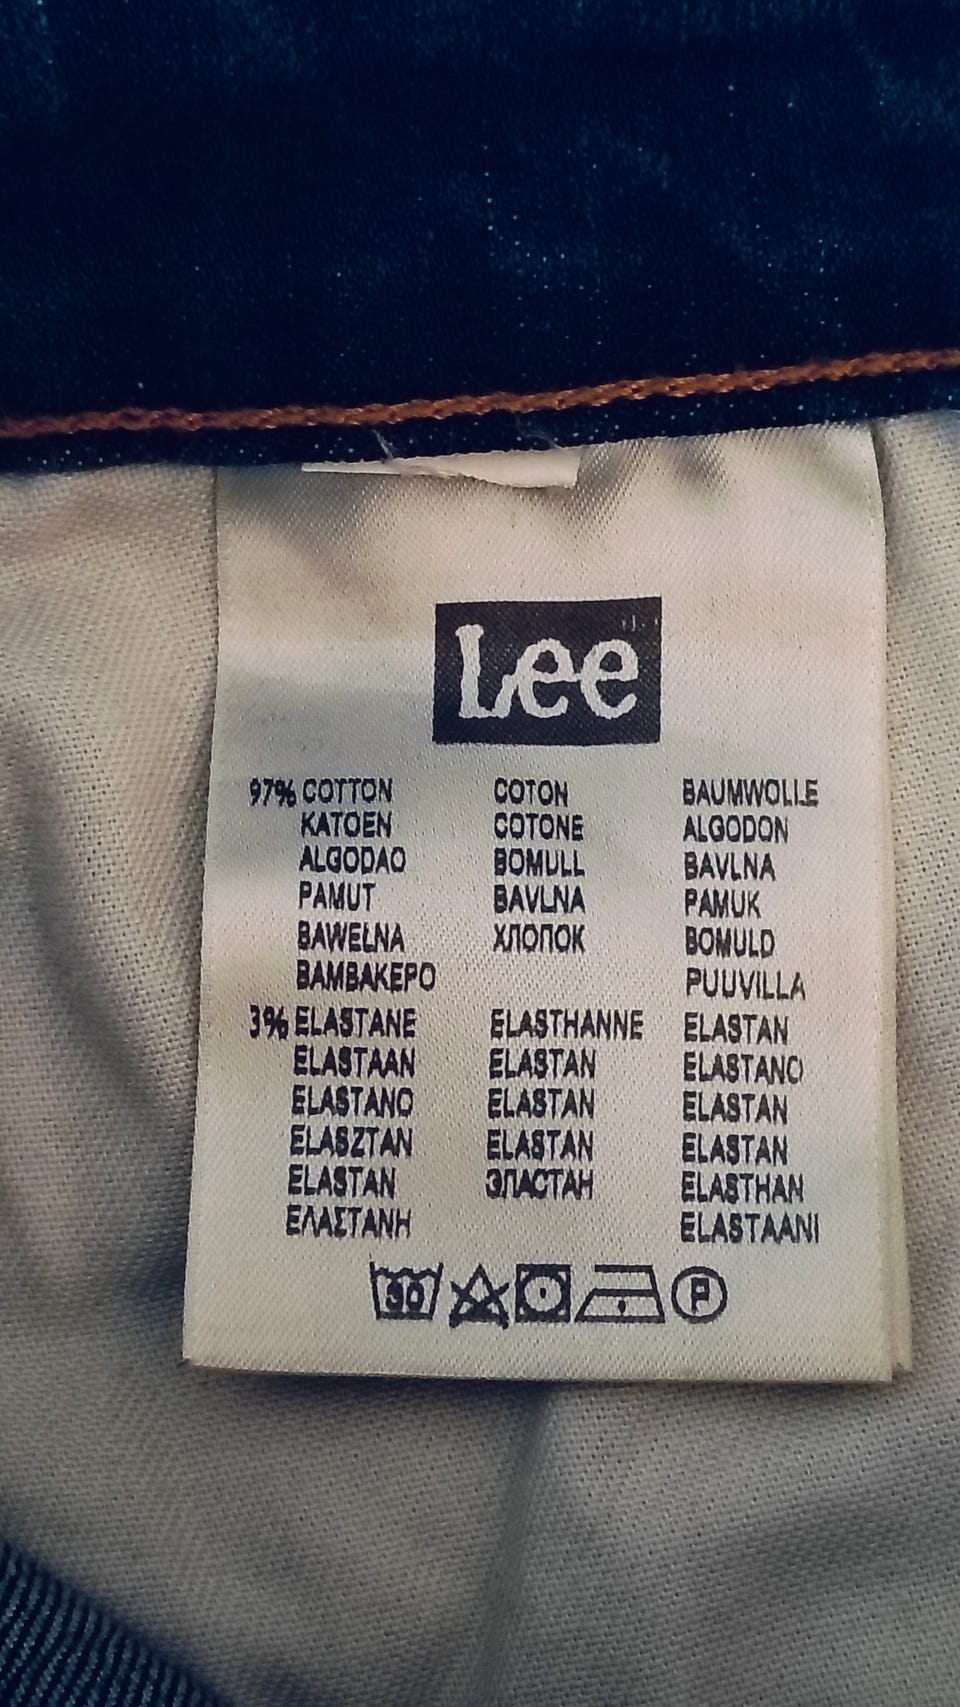 Lee
97% COTTON COTON BAUMWOLLE
KATOEN COTONE ALGODON
ALGODAO BOMULL BAVLNA
PAMUT BAVLNA PAMUK
BAWEŁNA ХЛОПОК BOMULD
BAMBAKEPO PUUVILLA
3% ELASTANE ELASTHANNE ELASTAN
ELASTAAN ELASTAN ELASTANO
ELASTANO ELASTAN ELASTAN
ELASZTAN ELASTAN ELASTAN
ELASTAN ЭЛАСТАН ELASTHAN
ΕΛΑΣΤΑΝΗ ELASTAANI
30 P